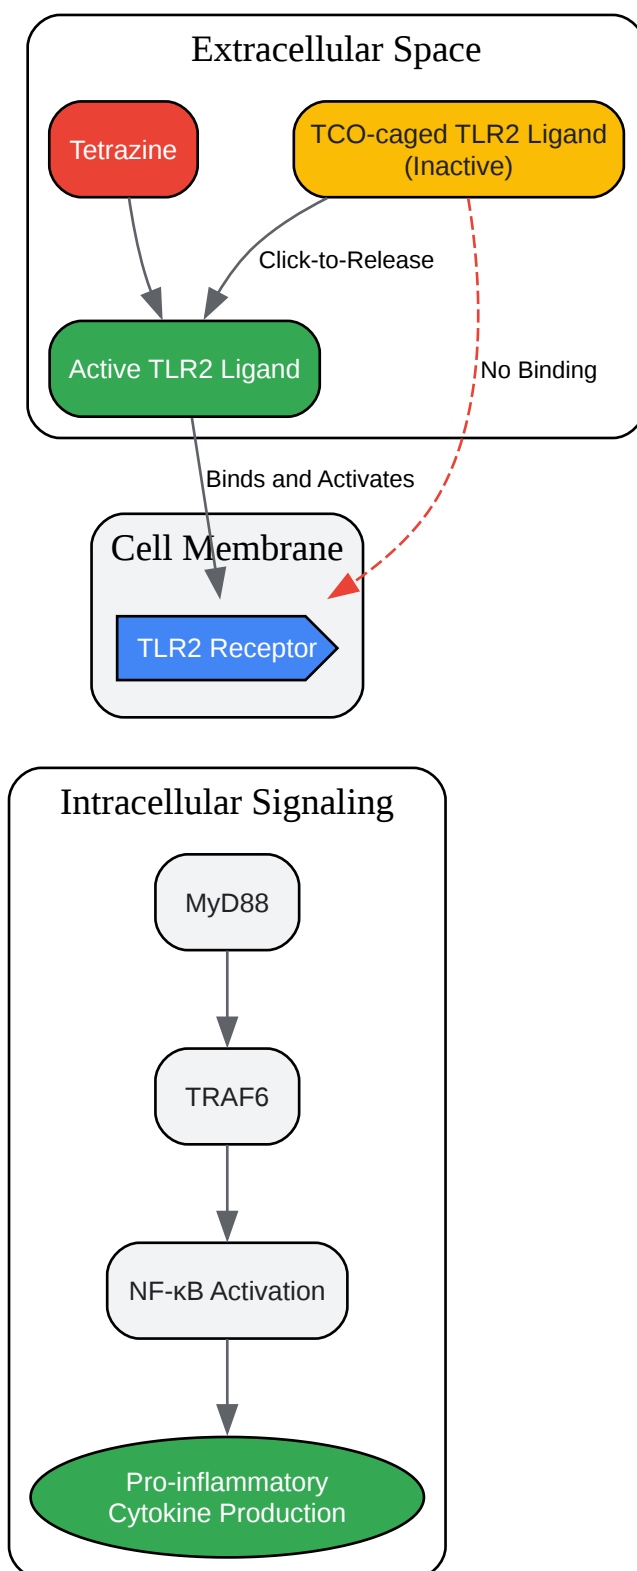 Extracellular Space
Tetrazine
TCO-caged TLR2 Ligand
(Inactive)
Click-to-Release
Active TLR2 Ligand
No Binding
Binds and Activates
Cell Membrane
TLR2 Receptor
Intracellular Signaling
MyD88
TRAF6
NF-κB Activation
Pro-inflammatory
Cytokine Production